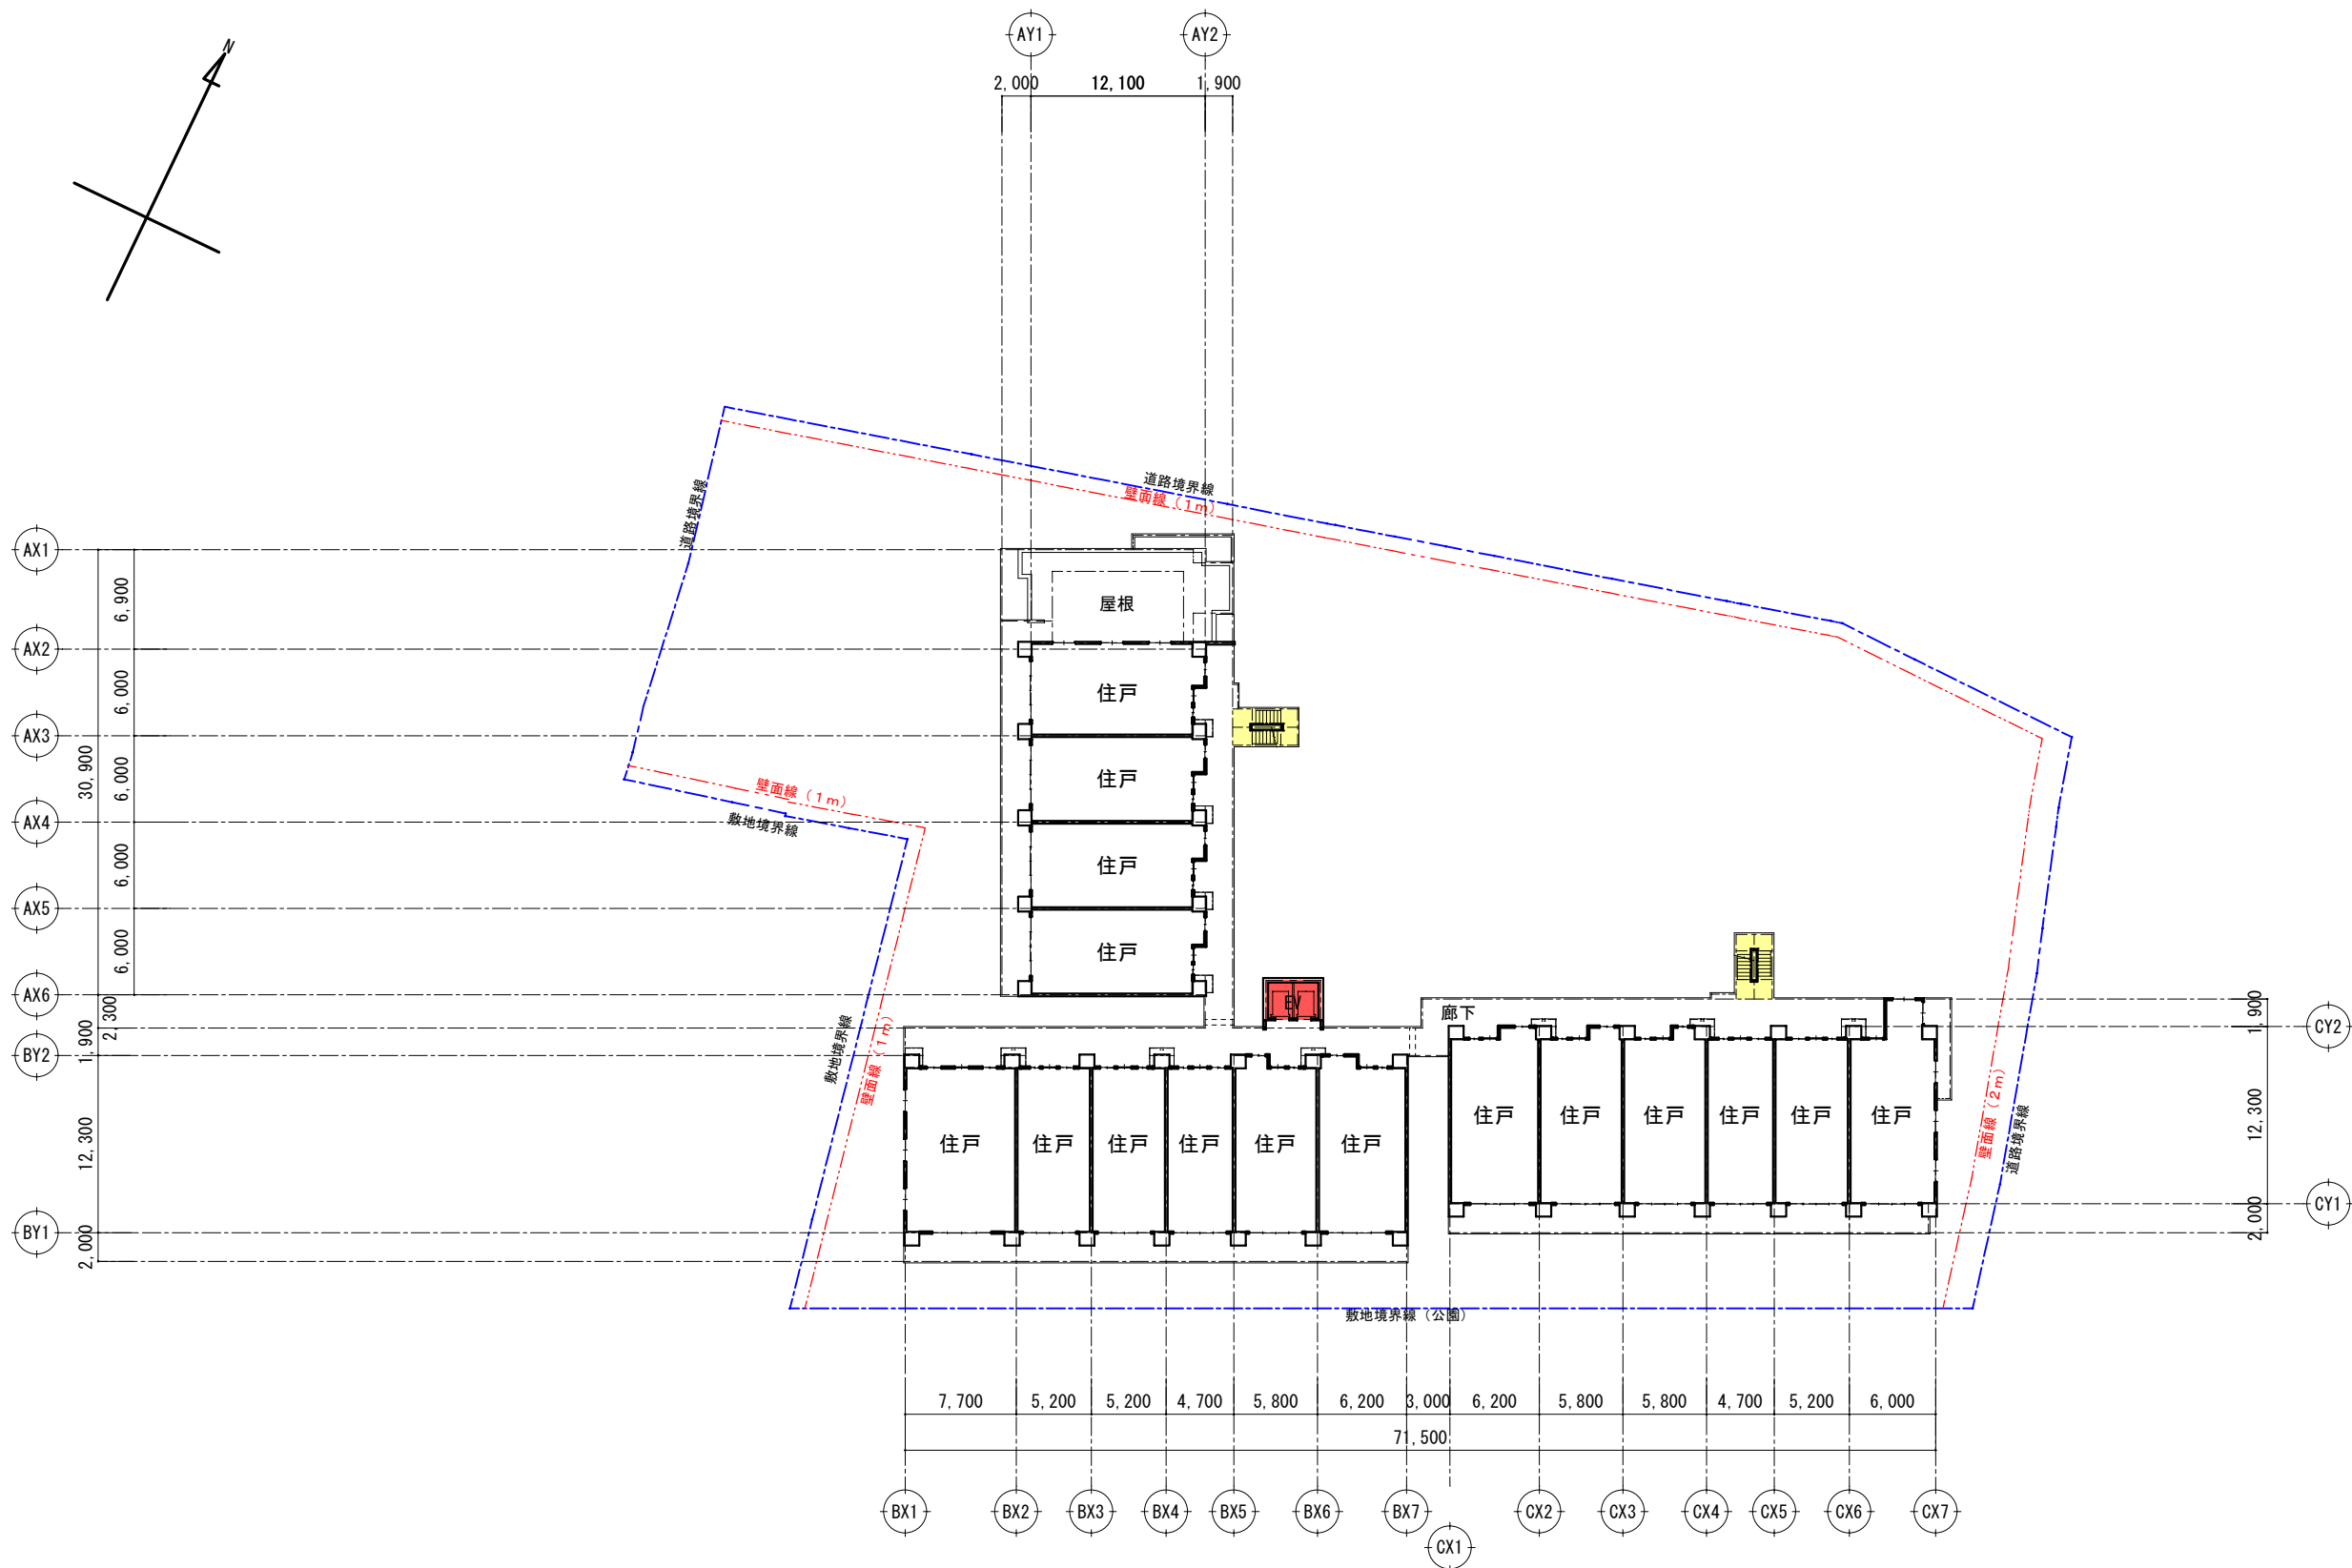 AY1
AY2
2,000
12,100
1,900
N
道路境界線
壁面線（1ｍ）
道路境界線
AX1
6,900
屋根
AX2
6,000
住戸
AX3
30,900
6,000
住戸
壁面線（1ｍ）
敷地境界線
AX4
6,000
住戸
AX5
6,000
住戸
AX6
2,300
1,900
BY2
EV
廊下
1,900
CY2
敷地境界線
壁面線（1ｍ）
12,300
住戸
住戸
住戸
住戸
住戸
住戸
住戸
住戸
住戸
住戸
住戸
住戸
壁面線（2ｍ）
道路境界線
12,300
CY1
BY1
2,000
2,000
敷地境界線（公園）
7,700
5,200
5,200
4,700
5,800
6,200
3,000
6,200
5,800
5,800
4,700
5,200
6,000
71,500
BX1
BX2
BX3
BX4
BX5
BX6
BX7
CX1
CX2
CX3
CX4
CX5
CX6
CX7